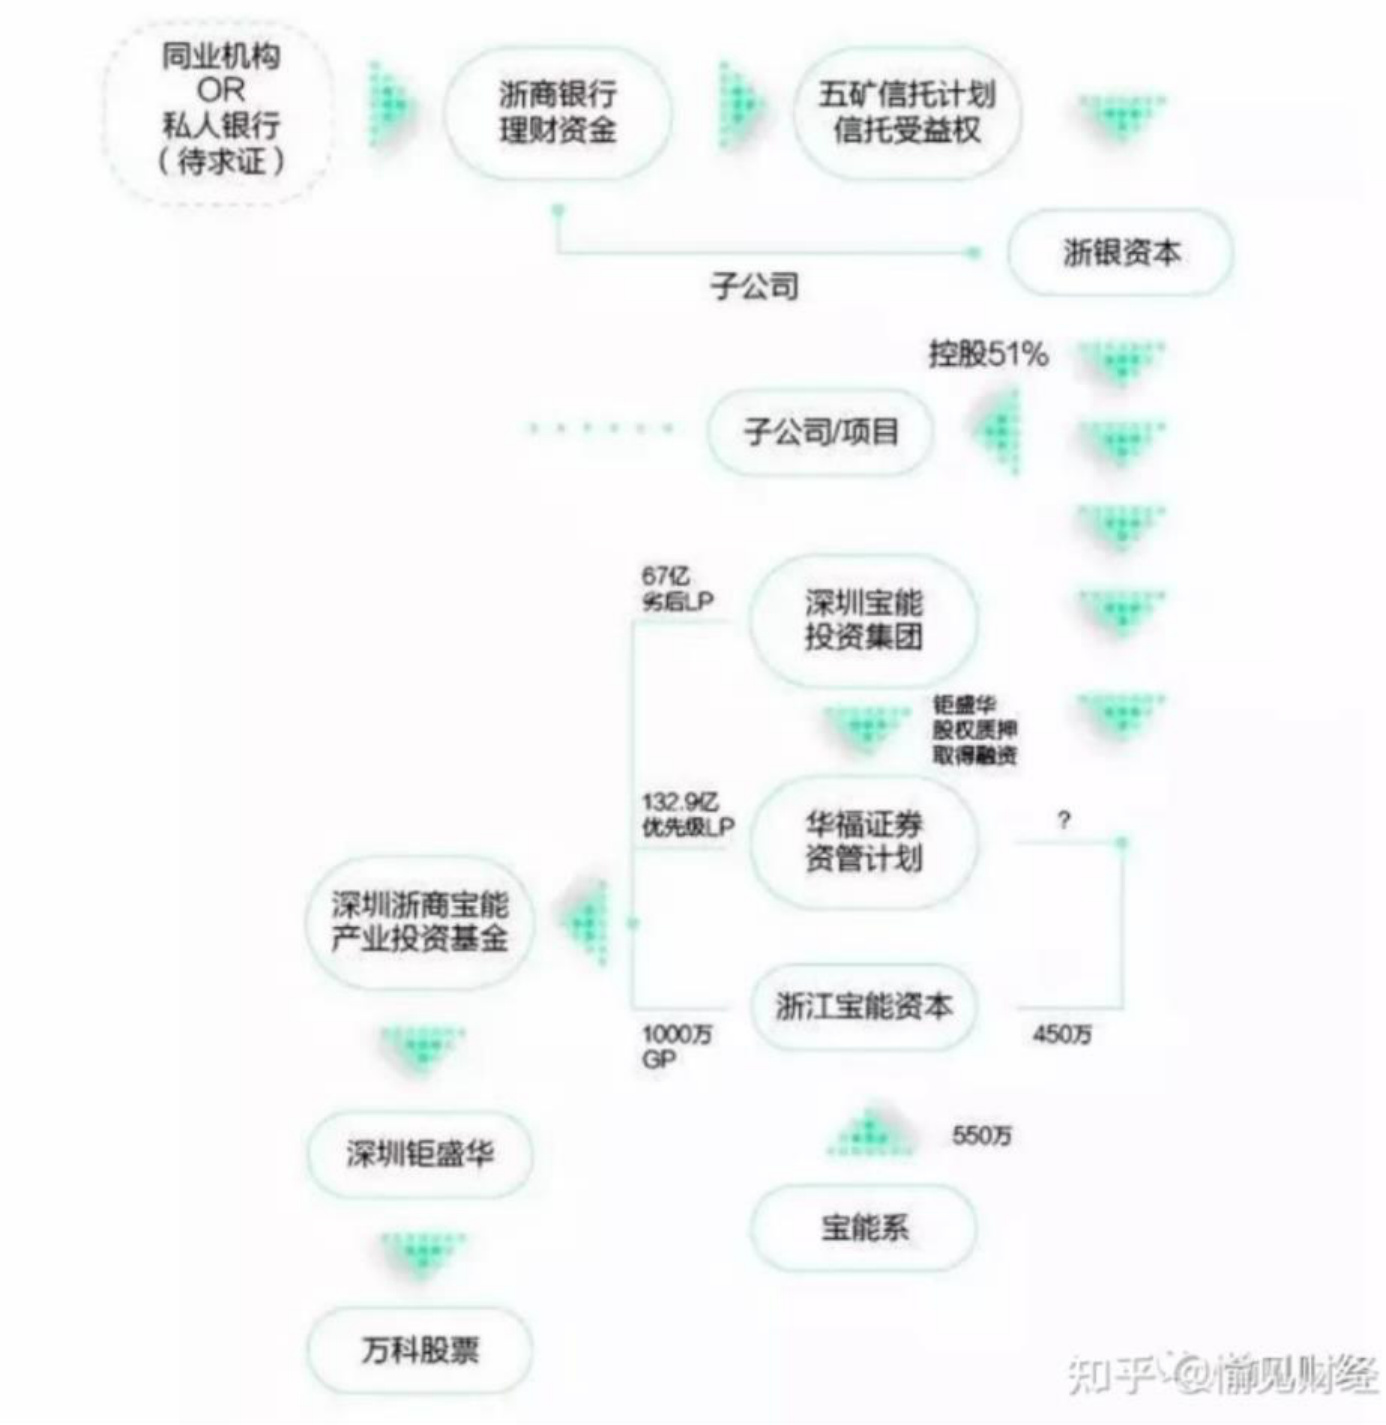 同业机构
OR
私人银行
（待求证）
浙商银行
理财资金
五矿信托计划
信托受益权
浙银资本
子公司
控股51%
子公司/项目
67亿
劣后LP
深圳宝能
投资集团
钜盛华
股权质押
取得融资
132.9亿
优先级LP
华福证券
资管计划
?
深圳浙商宝能
产业投资基金
浙江宝能资本
1000万
GP
450万
深圳钜盛华
550万
宝能系
万科股票
知乎 @愉见财经